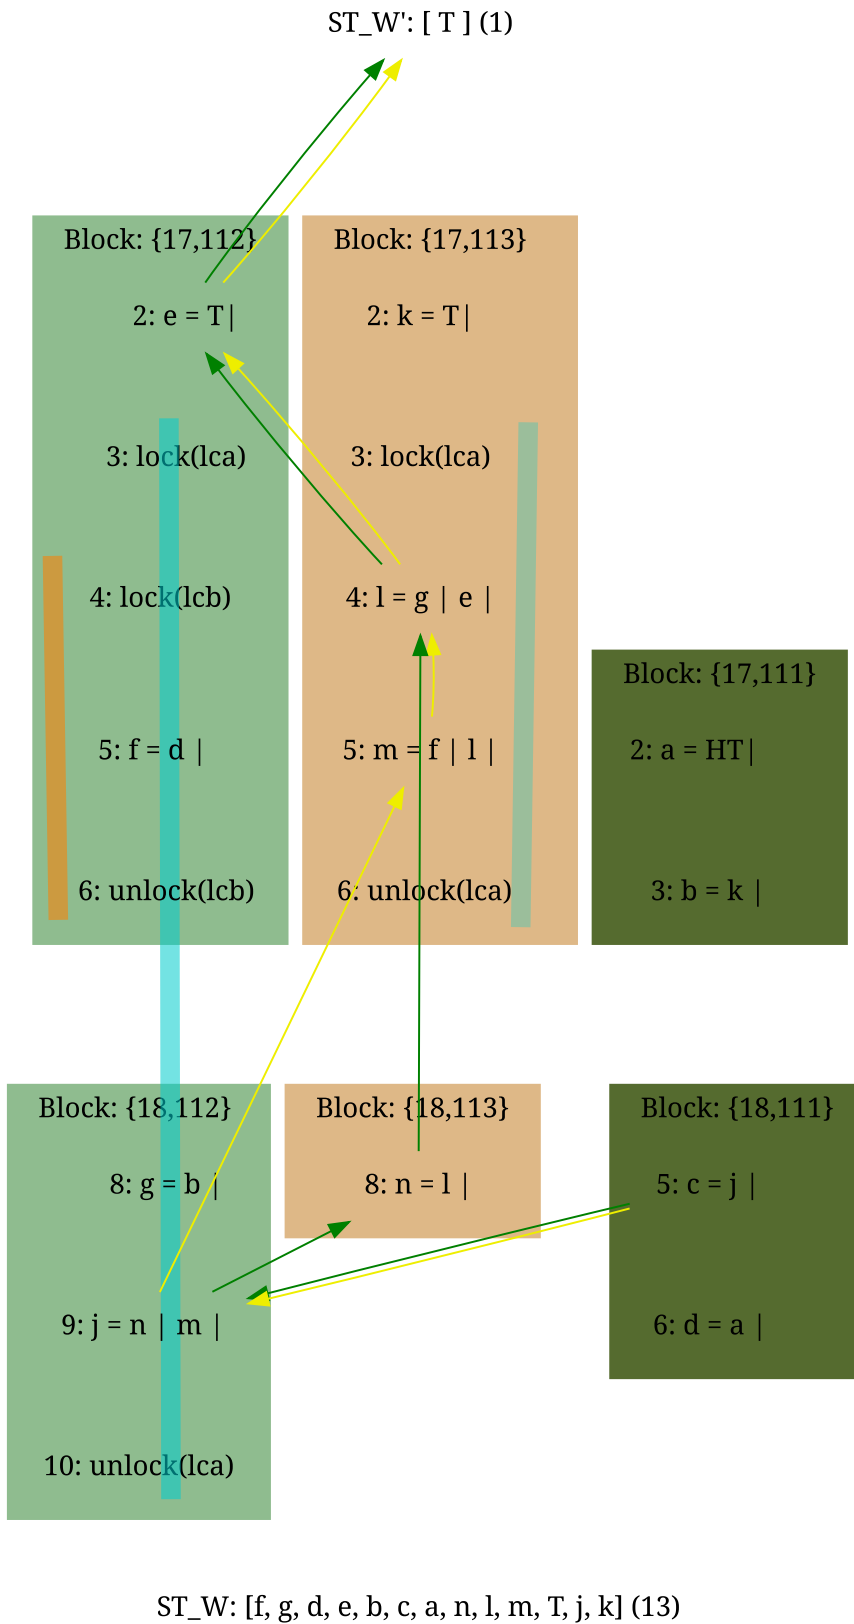 ST_W': [ T ] (1)
Block: {17,112}
2: e = T|
3: lock(lca)
4: lock(lcb)
5: f = d |
6: unlock(lcb)
Block: {17,113}
2: k = T|
3: lock(lca)
4: l = g | e |
5: m = f | l |
6: unlock(lca)
Block: {17,111}
2: a = HT|
3: b = k |
Block: {18,112}
8: g = b |
9: j = n | m |
10: unlock(lca)
Block: {18,113}
8: n = l |
Block: {18,111}
5: c = j |
6: d = a |
ST_W: [f, g, d, e, b, c, a, n, l, m, T, j, k] (13)